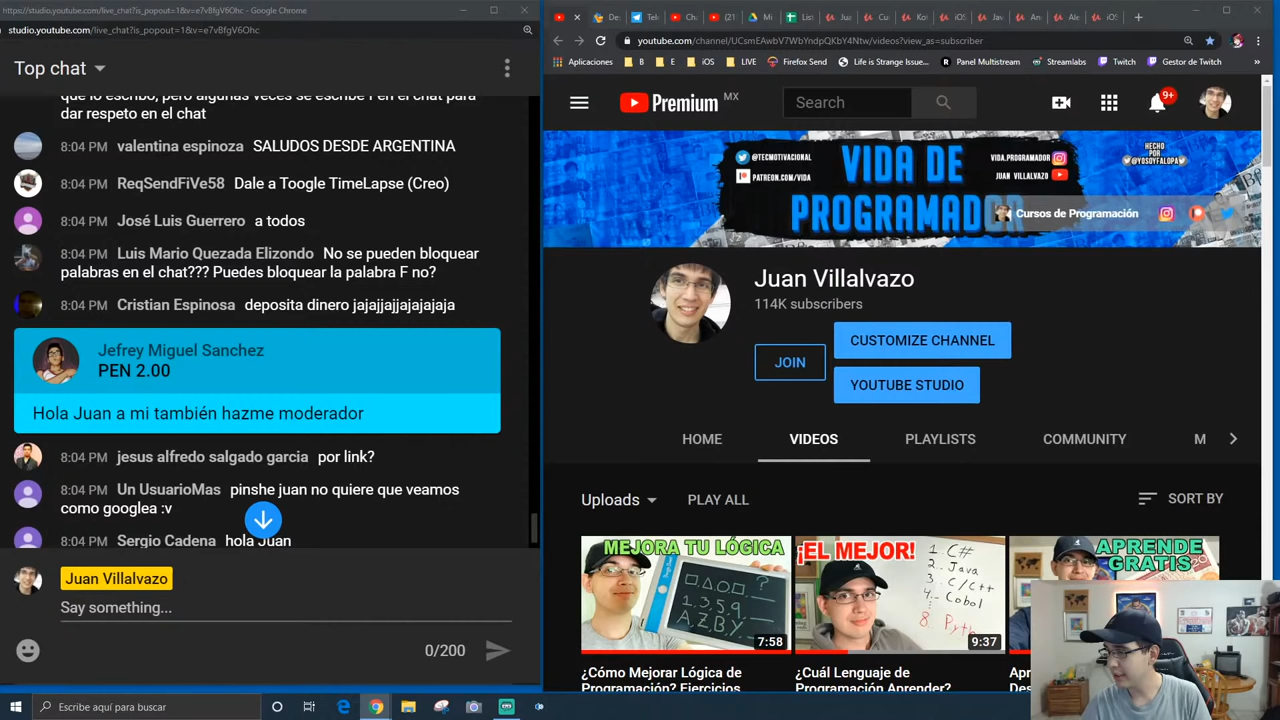 https://studio.youtube.com/live_chat?is_popout=1&v=e7vBfgV6Ohc - Google Chrome
studio.youtube.com/live_chat?is_popout=1&v=e7vBfgV6Ohc
Top chat
que lo escribo, pero algunas veces se escribe F en el chat para
dar respeto en el chat
8:04 PM valentina espinoza SALUDOS DESDE ARGENTINA
8:04 PM ReqSendFiVe58 Dale a Toogle TimeLapse (Creo)
8:04 PM José Luis Guerrero a todos
8:04 PM Luis Mario Quezada Elizondo No se pueden bloquear
palabras en el chat??? Puedes bloquear la palabra F no?
8:04 PM Cristian Espinosa deposita dinero jajajjajjajajajaja
Jefrey Miguel Sanchez
PEN 2.00
Hola Juan a mi también hazme moderador
8:04 PM jesus alfredo salgado garcia por link?
8:04 PM Un UsuarioMas pinshe juan no quiere que veamos
como googlea :v
8:04 PM Sergio Cadena hola Juan
Juan Villalvazo
Say something...
0/200
youtube.com/channel/UCsmEAwbV7WbYndpQKbY4Ntw/videos?view_as=subscriber
Aplicaciones B E iOS LIVE Firefox Send Life is Strange Issue... Panel Multistream Streamlabs Twitch Gestor de Twitch
Premium MX
Search
9+
@TECMOTIVACIONAL
PATREON.COM/VIDA
VIDA DE
PROGRAMADOR
VIDA.PROGRAMADOR
JUAN VILLALVAZO
HECHO
POR
@YOSOYFALOPA
Cursos de Programación
Juan Villalvazo
114K subscribers
JOIN
CUSTOMIZE CHANNEL
YOUTUBE STUDIO
HOME VIDEOS PLAYLISTS COMMUNITY M
Uploads PLAY ALL SORT BY
MEJORA TU LÓGICA
1,3,5,9,
A,Z,B,Y,
7:58
¿Cómo Mejorar Lógica de
Programación? Ejercicios
¡EL MEJOR!
1.- C#
2.- Java
3.- C/C++
4.- Cobol
8.- Pyth
9:37
¿Cuál Lenguaje de
Programación Aprender?
APRENDE
GRATIS
Escribe aquí para buscar